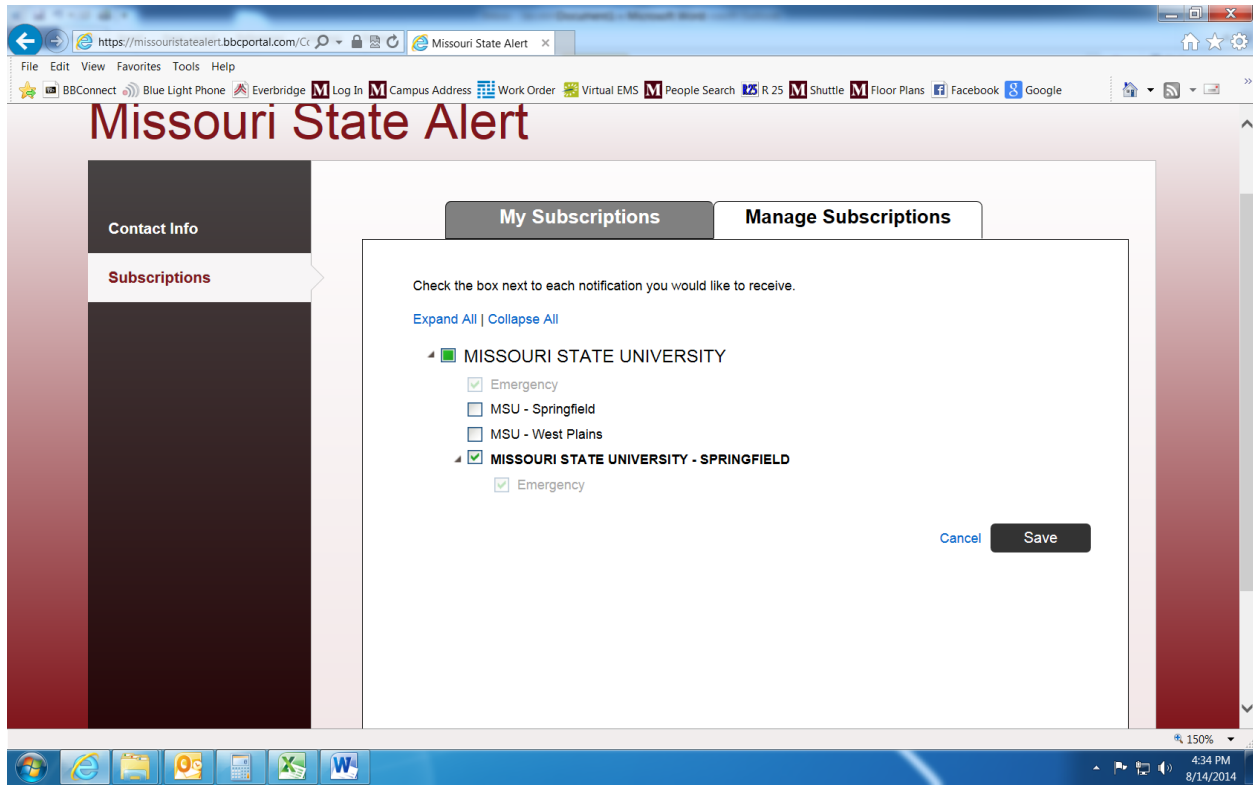 https://missouristatealert.bbcportal.com/Co
Missouri State Alert
File Edit View Favorites Tools Help
BBConnect Blue Light Phone Everbridge Log In Campus Address Work Order Virtual EMS People Search R 25 Shuttle Floor Plans Facebook Google
Missouri State Alert
My Subscriptions Manage Subscriptions
Contact Info
Subscriptions
Check the box next to each notification you would like to receive.
Expand All | Collapse All
MISSOURI STATE UNIVERSITY
Emergency
MSU - Springfield
MSU - West Plains
MISSOURI STATE UNIVERSITY - SPRINGFIELD
Emergency
Cancel Save
150%
4:34 PM
8/14/2014